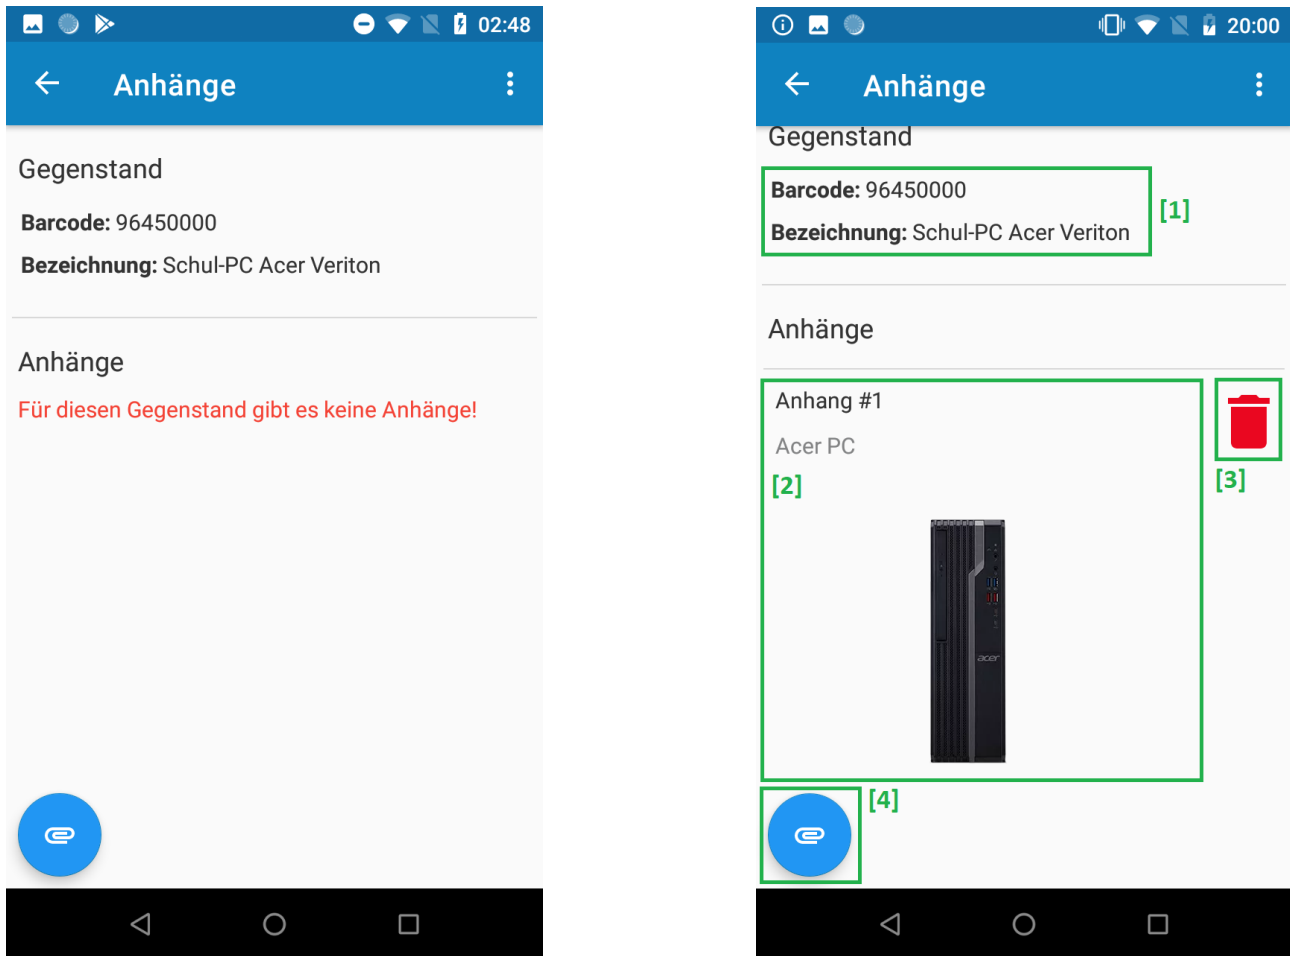 02:48
Anhänge
Gegenstand
Barcode: 96450000
Bezeichnung: Schul-PC Acer Veriton
Anhänge
Für diesen Gegenstand gibt es keine Anhänge!
20:00
Anhänge
Gegenstand
Barcode: 96450000
[1]
Bezeichnung: Schul-PC Acer Veriton
Anhänge
Anhang #1
Acer PC
[2]
[3]
acer
[4]